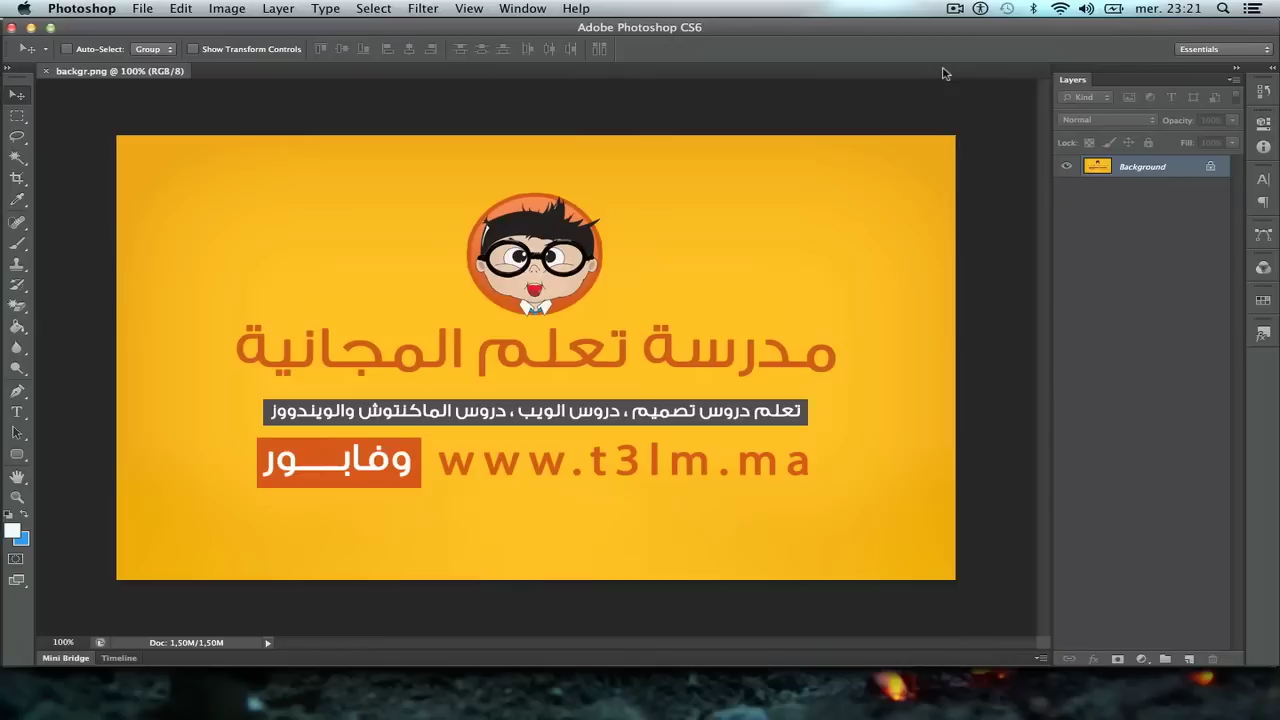 Photoshop File Edit Image Layer Type Select Filter View Window Help mer. 23:21
Adobe Photoshop CS6
Auto-Select: Group Show Transform Controls Essentials
backgr.png @ 100% (RGB/8)
Layers
Kind
Normal Opacity: 100%
Lock: Fill: 100%
Background
مدرسة تعلم المجانية
تعلم دروس تصميم ، دروس الويب ، دروس الماكنتوش والويندووز
وفابـــور www.t3lm.ma
100% Doc: 1,50M/1,50M
Mini Bridge Timeline